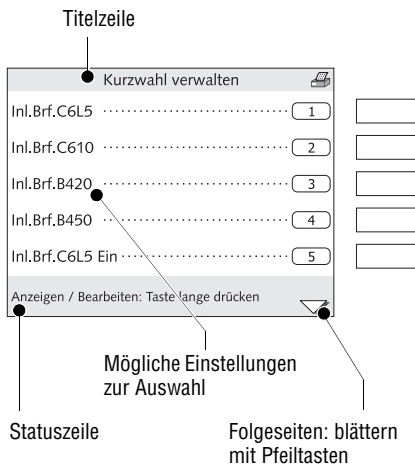 Titelzeile
Kurzwahl verwalten
Inl.Brf.C6L5 1
Inl.Brf.C610 2
Inl.Brf.B420 3
Inl.Brf.B450 4
Inl.Brf.C6L5 Ein 5
Anzeigen / Bearbeiten: Taste lange drücken
Mögliche Einstellungen
zur Auswahl
Statuszeile
Folgeseiten: blättern
mit Pfeiltasten